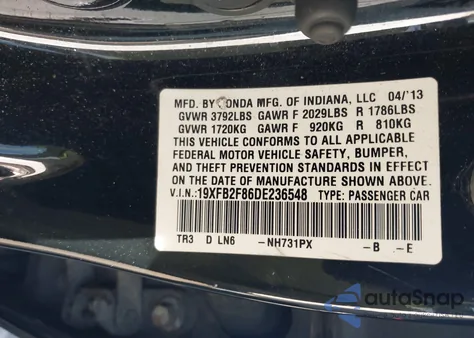 MFD. BY HONDA MFG. OF INDIANA, LLC 04/'13
GVWR 3792LBS GAWR F 2029LBS R 1786LBS
GVWR 1720KG GAWR F 920KG R 810KG
THIS VEHICLE CONFORMS TO ALL APPLICABLE
FEDERAL MOTOR VEHICLE SAFETY, BUMPER,
AND THEFT PREVENTION STANDARDS IN EFFECT
ON THE DATE OF MANUFACTURE SHOWN ABOVE.
V.I.N.: 19XFB2F86DE236548 TYPE: PASSENGER CAR
TR3 D LN6 -NH731PX -B -E
autoSnap